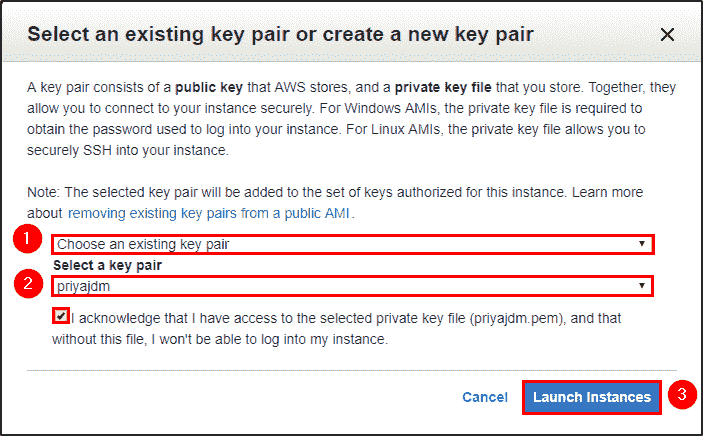 Select an existing key pair or create a new key pair
A key pair consists of a public key that AWS stores, and a private key file that you store. Together, they
allow you to connect to your instance securely. For Windows AMIs, the private key file is required to
obtain the password used to log into your instance. For Linux AMIs, the private key file allows you to
securely SSH into your instance.
Note: The selected key pair will be added to the set of keys authorized for this instance. Learn more
about removing existing key pairs from a public AMI.
1 Choose an existing key pair
Select a key pair
2 priyajdm
I acknowledge that I have access to the selected private key file (priyajdm.pem), and that
without this file, I won't be able to log into my instance.
Cancel Launch Instances 3